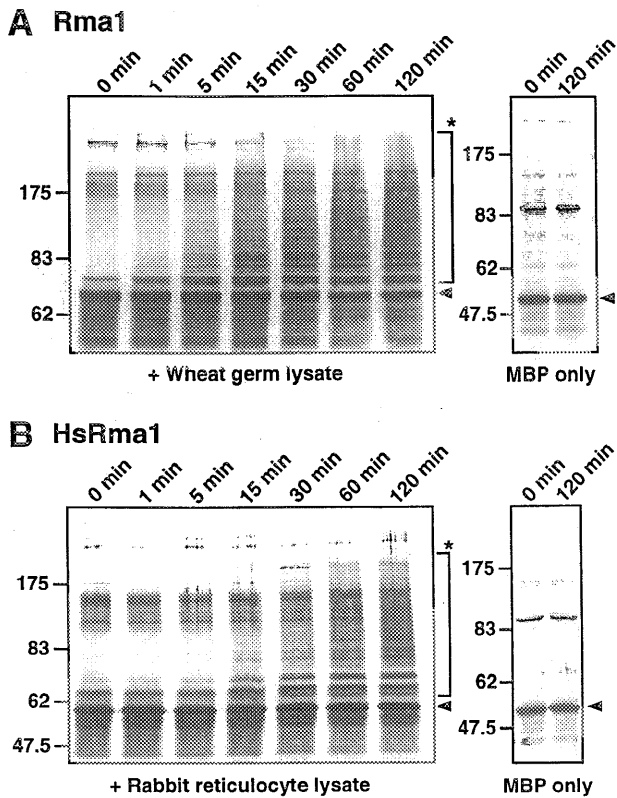 A Rma1
0 min 1 min 5 min 15 min 30 min 60 min 120 min
0 min 120 min
*
175
83
62
175
83
62
47.5
+ Wheat germ lysate
MBP only
B HsRma1
0 min 1 min 5 min 15 min 30 min 60 min 120 min
0 min 120 min
*
175
83
62
47.5
175
83
62
47.5
+ Rabbit reticulocyte lysate
MBP only